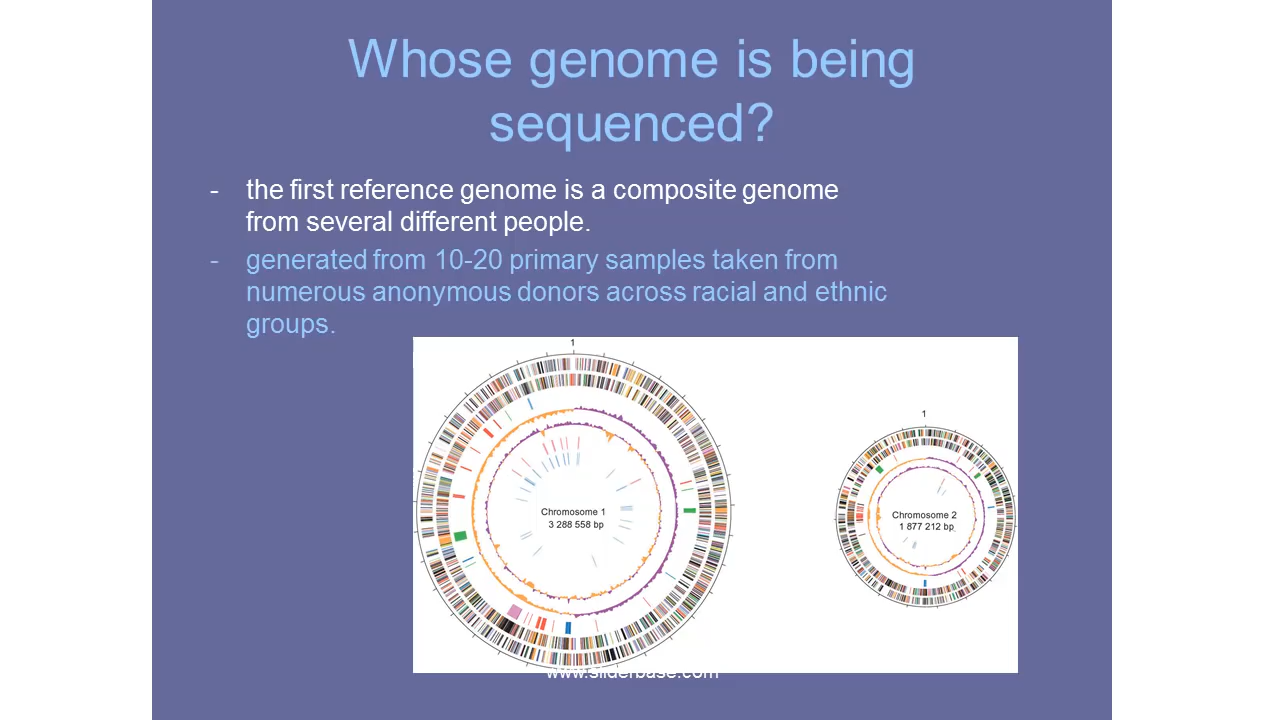 Whose genome is being
sequenced?
- the first reference genome is a composite genome
from several different people.
- generated from 10-20 primary samples taken from
numerous anonymous donors across racial and ethnic
groups.
1
1
Chromosome 1
3 288 558 bp
Chromosome 2
1 877 212 bp
www.sliderbase.com